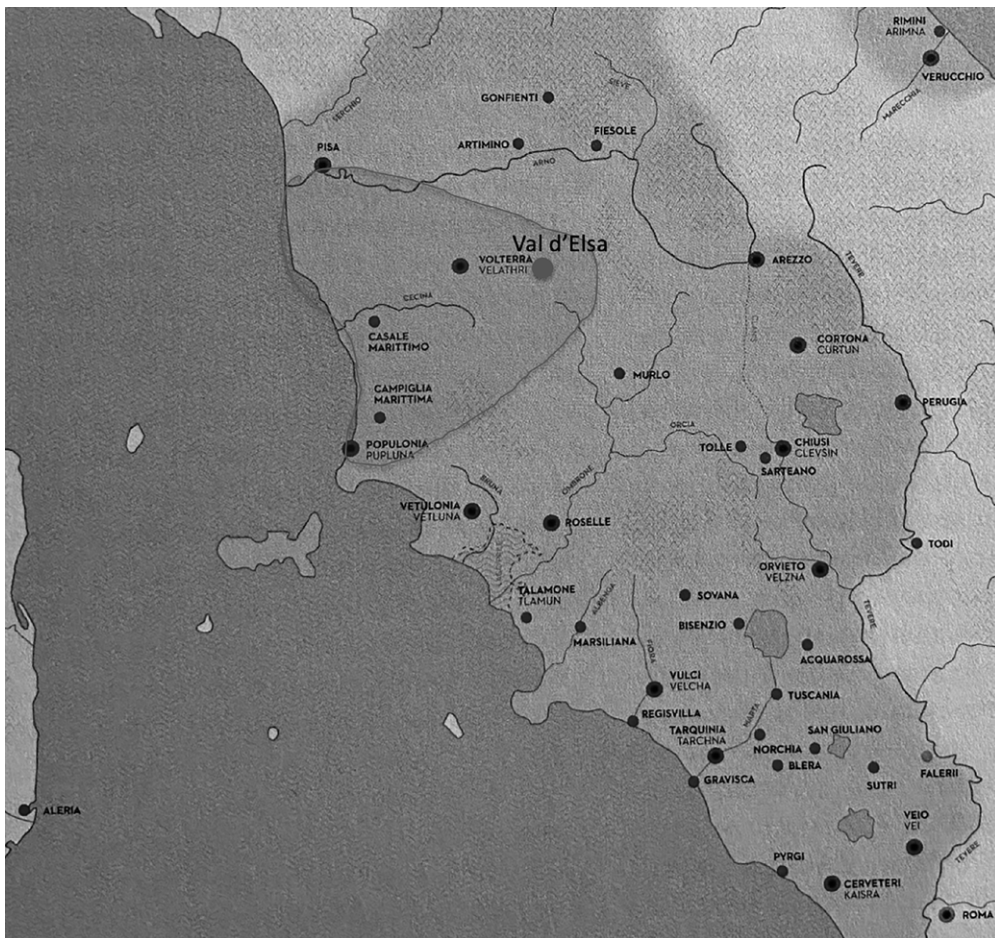 RIMINI
ARIMNA
VERUCCHIO
MARECCHIA
SIEVE
GONFIENTI
SERCHIO
ARTIMINO
FIESOLE
PISA
ARNO
Val d'Elsa
VOLTERRA
VELATHRI
AREZZO
TEVERE
CECINA
CASALE
MARITTIMO
CLANIS
CORTONA
CURTUN
MURLO
CAMPIGLIA
MARITTIMA
PERUGIA
ORCIA
POPULONIA
PUPLUNA
TOLLE
CHIUSI
CLEVSIN
SARTEANO
BRUNA
OMBRONE
VETULONIA
VETLUNA
ROSELLE
TODI
ORVIETO
VELZNA
TALAMONE
TLAMUN
ALBENGA
SOVANA
TEVERE
BISENZIO
MARSILIANA
FIORA
ACQUAROSSA
VULCI
VELCHA
TUSCANIA
REGISVILLA
MARTA
TARQUINIA
TARCHNA
SAN GIULIANO
NORCHIA
BLERA
FALERII
GRAVISCA
SUTRI
ALERIA
VEIO
VEI
PYRGI
TEVERE
CERVETERI
KAISRA
ROMA